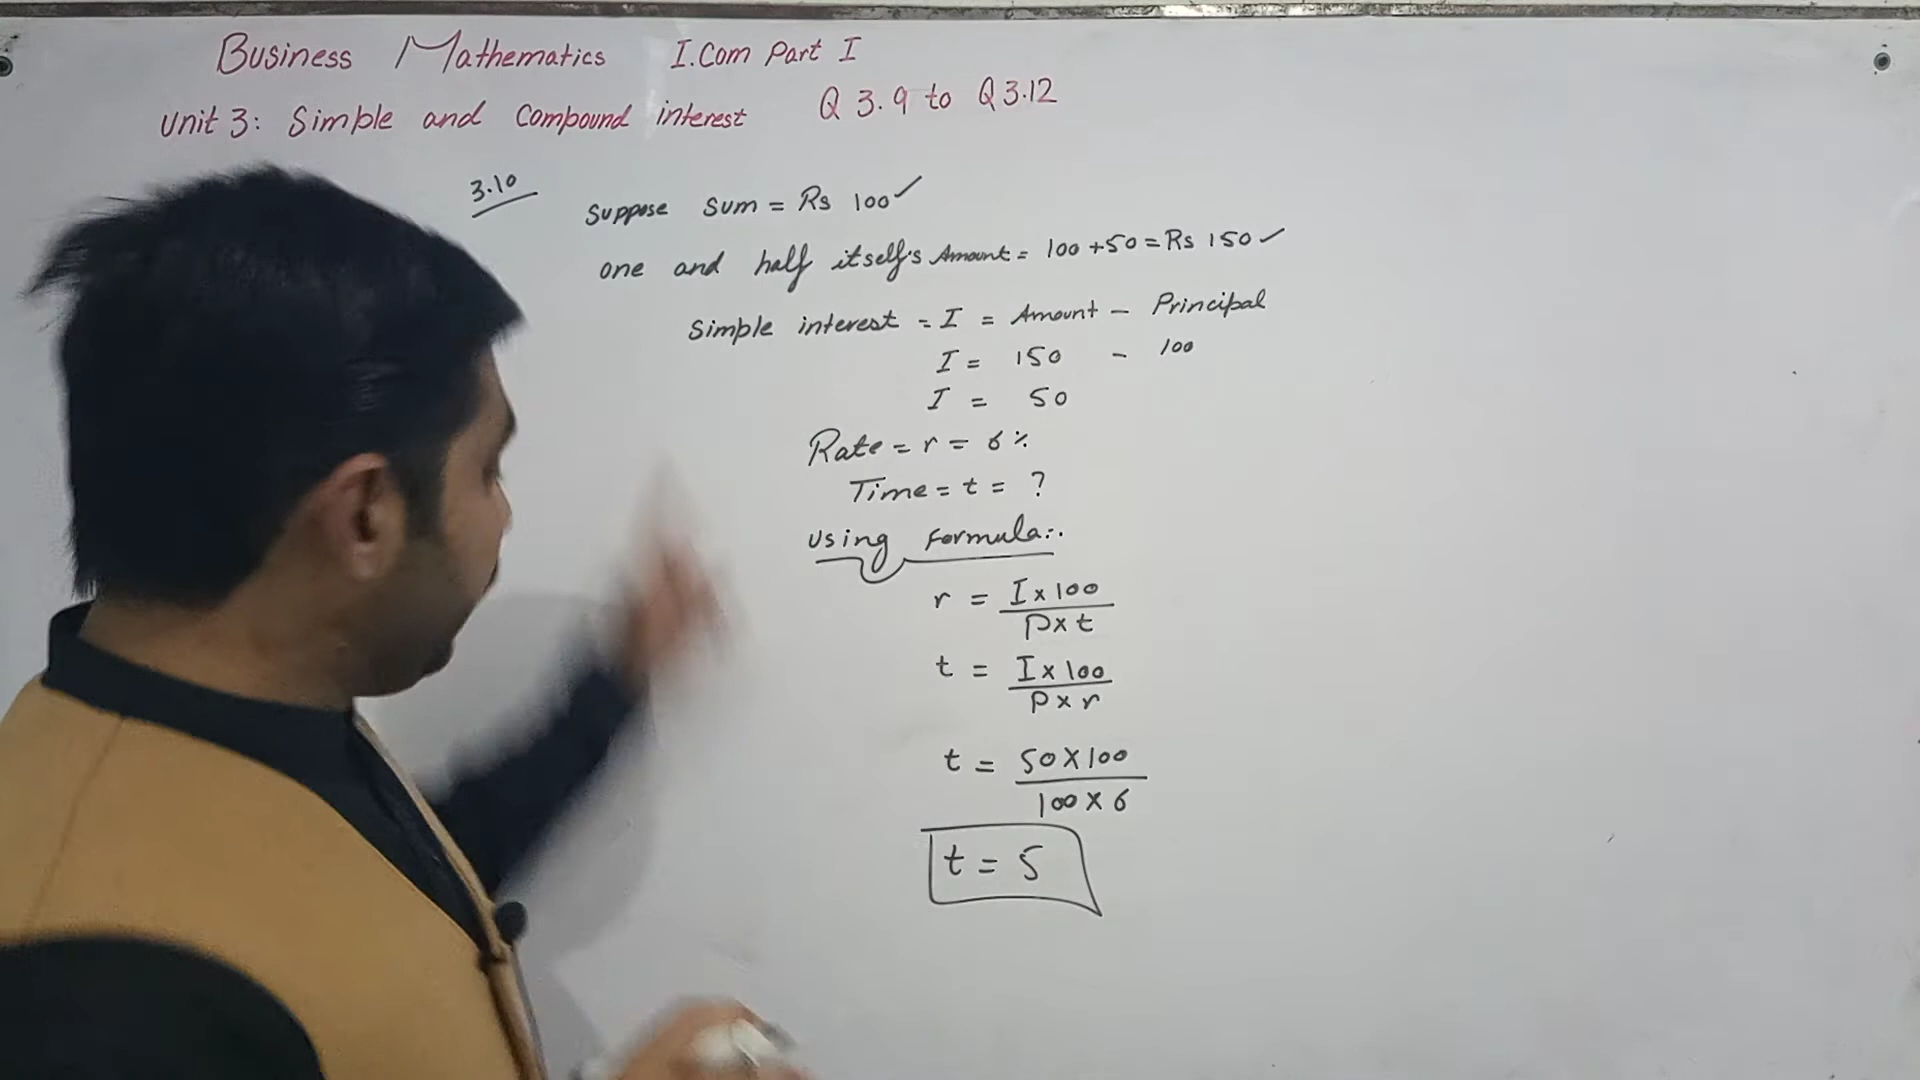 Business Mathematics I.Com Part I
Unit 3: Simple and Compound interest Q 3.9 to Q 3.12
3.10
Suppose sum = Rs 100 ✓
one and half itself's Amount = 100 + 50 = Rs 150 ✓
Simple interest = I = Amount - Principal
I = 150 - 100
I = 50
Rate = r = 6 %
Time = t = ?
Using Formula:.
r = I x 100 / P x t
t = I x 100 / P x r
t = 50 X 100 / 100 X 6
t = 5